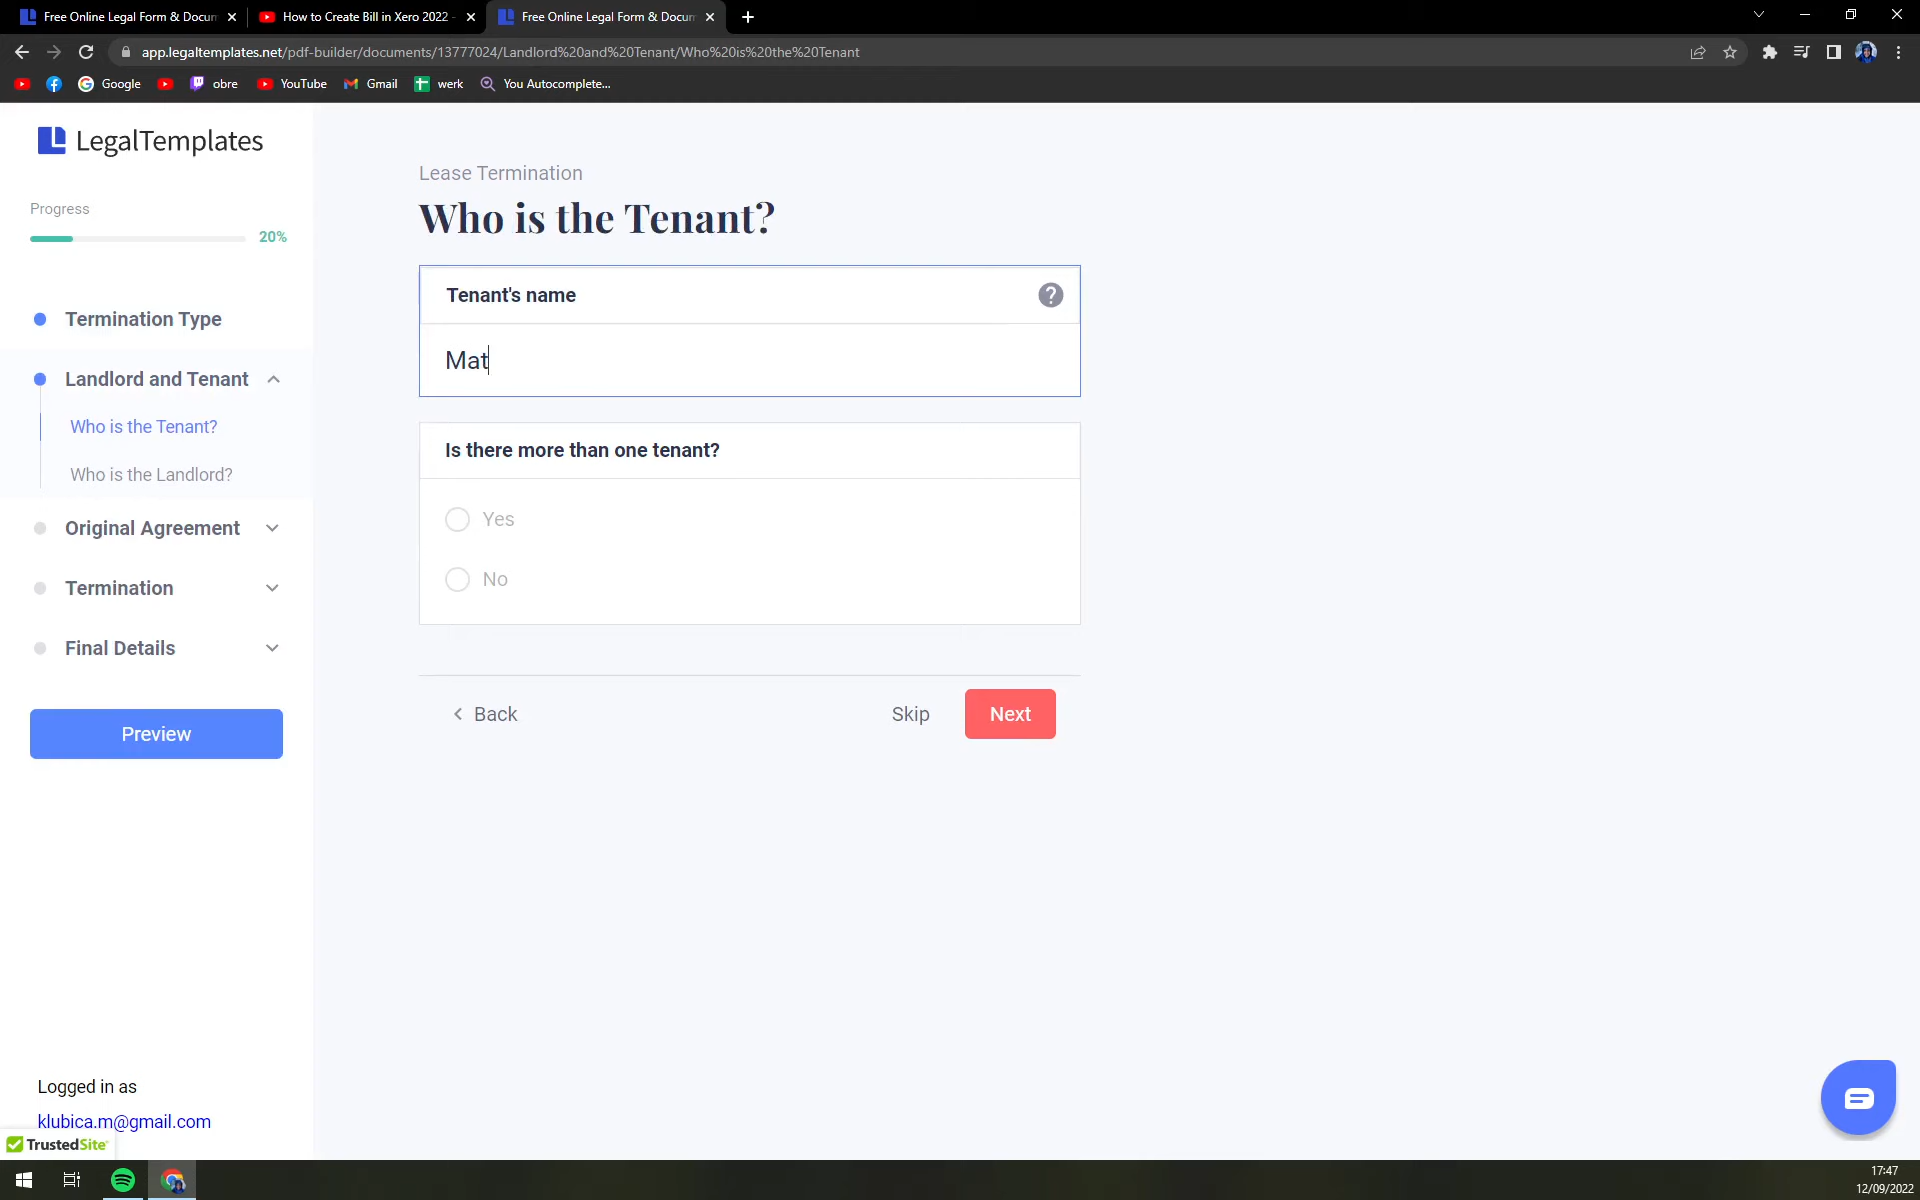 Free Online Legal Form & Docum
How to Create Bill in Xero 2022 -
Free Online Legal Form & Docum
app.legaltemplates.net/pdf-builder/documents/13777024/Landlord%20and%20Tenant/Who%20is%20the%20Tenant
Google
obre
YouTube
Gmail
werk
You Autocomplete...
LegalTemplates
Progress
20%
Termination Type
Landlord and Tenant
Who is the Tenant?
Who is the Landlord?
Original Agreement
Termination
Final Details
Preview
Logged in as
klubica.m@gmail.com
TrustedSite
Lease Termination
Who is the Tenant?
Tenant's name
?
Mat
Is there more than one tenant?
Yes
No
Back
Skip
Next
17:47
12/09/2022